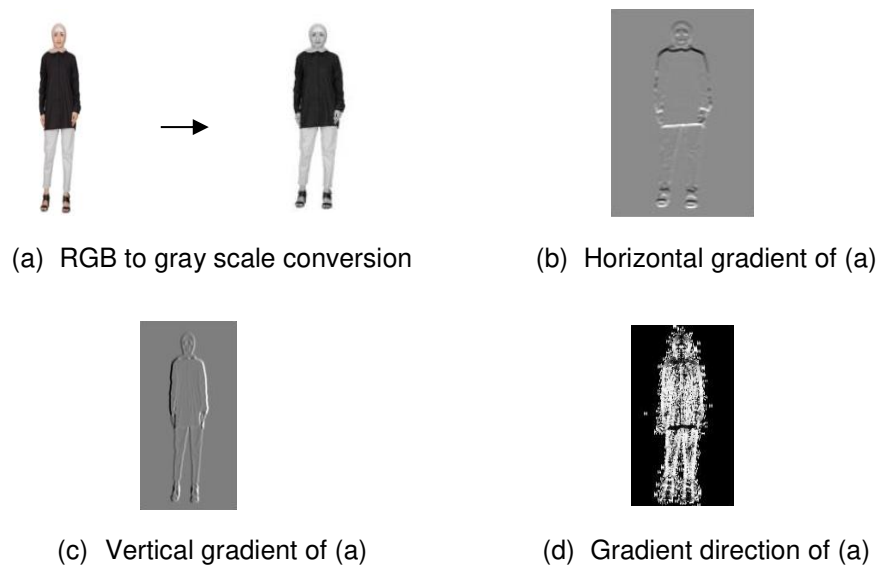 (a) RGB to gray scale conversion
(b) Horizontal gradient of (a)
(c) Vertical gradient of (a)
(d) Gradient direction of (a)